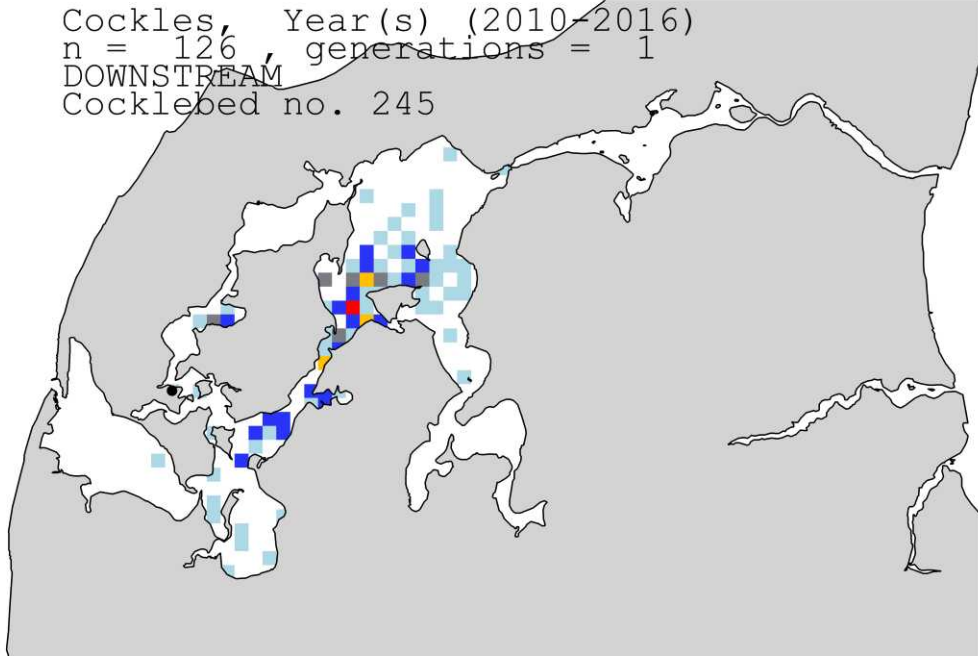 Cockles, Year(s) (2010-2016)
n = 126 , generations = 1
DOWNSTREAM
Cocklebed no. 245